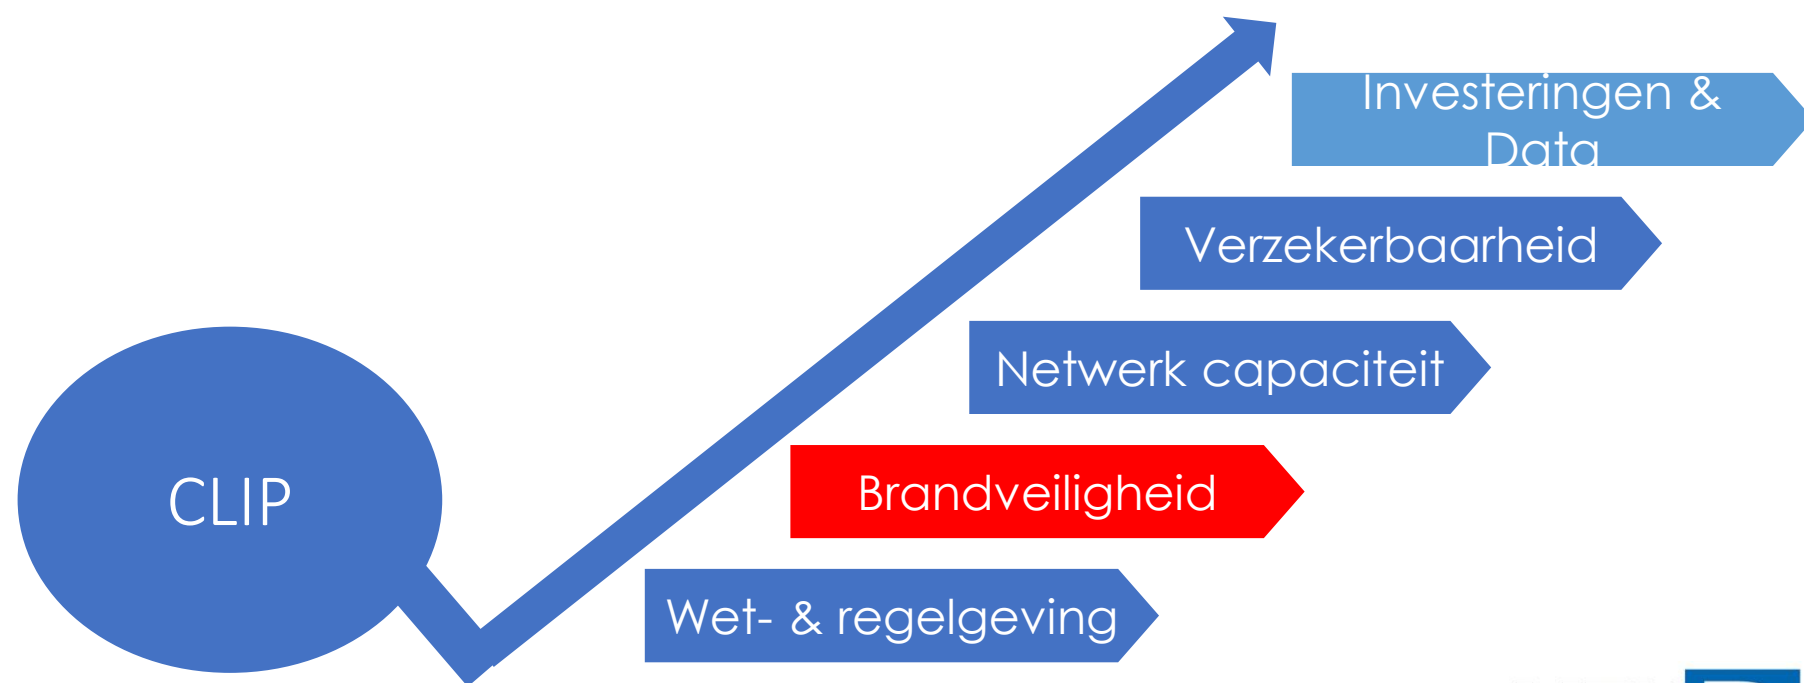 Investeringen &
Data
Verzekerbaarheid
Netwerk capaciteit
Brandveiligheid
CLIP
Wet- & regelgeving